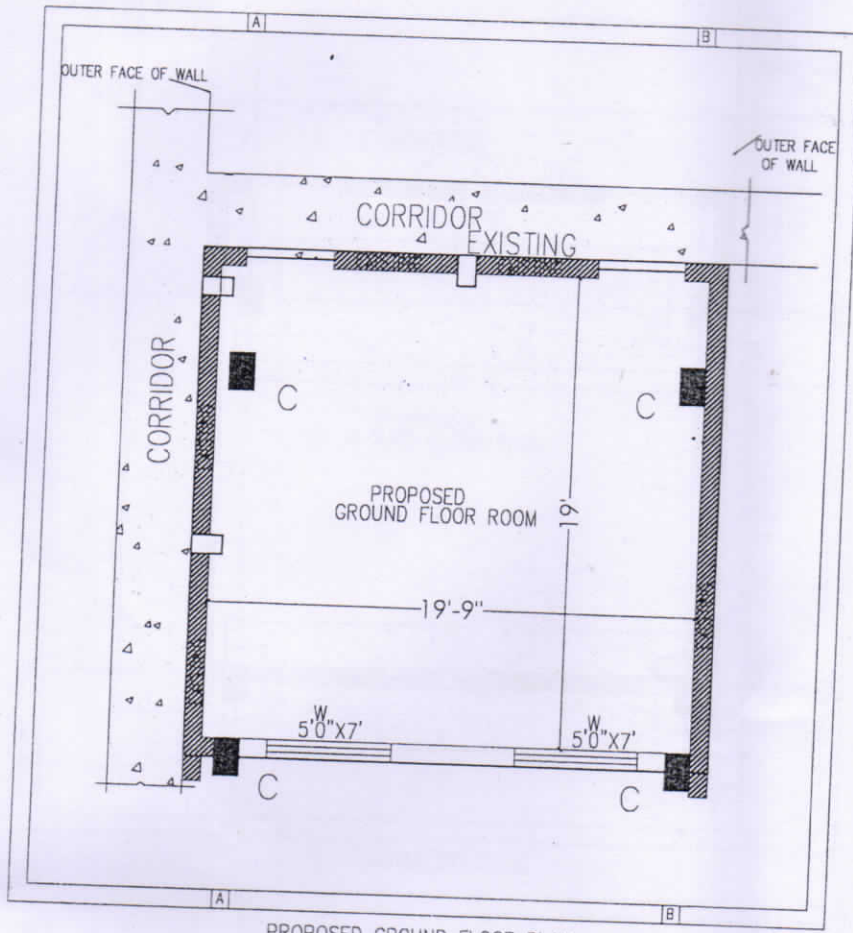 A
B
OUTER FACE OF WALL
OUTER FACE
OF WALL
CORRIDOR
EXISTING
CORRIDOR
C
C
PROPOSED
GROUND FLOOR ROOM
19'
19'-9"
W
5'0"X7'
W
5'0"X7'
C
C
A
B
PROPOSED GROUND FLOOR